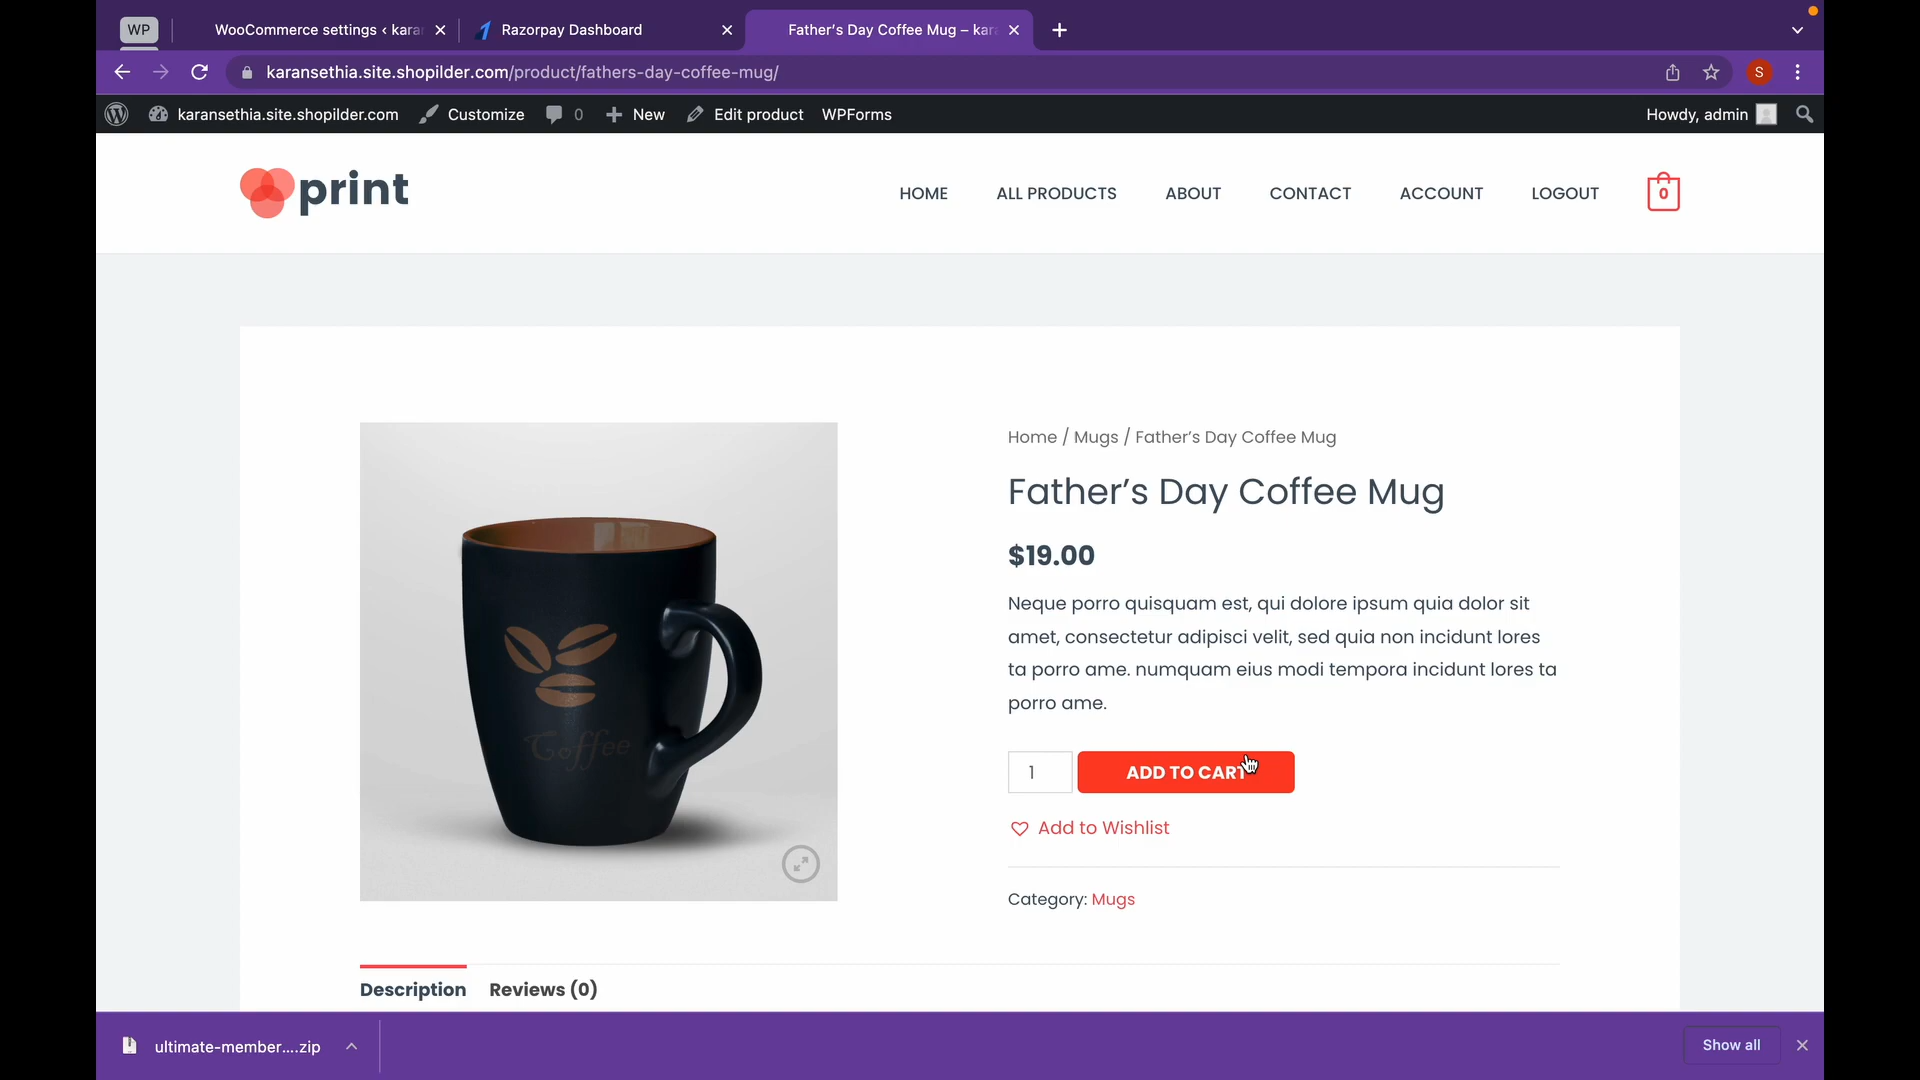 WP
WooCommerce settings ‹ kara
Razorpay Dashboard
Father's Day Coffee Mug – kara
karansethia.site.shopilder.com/product/fathers-day-coffee-mug/
S
karansethia.site.shopilder.com
Customize
0
New
Edit product
WPForms
Howdy, admin
print
HOME
ALL PRODUCTS
ABOUT
CONTACT
ACCOUNT
LOGOUT
0
Home / Mugs / Father's Day Coffee Mug
Father's Day Coffee Mug
$19.00
Neque porro quisquam est, qui dolore ipsum quia dolor sit
amet, consectetur adipisci velit, sed quia non incidunt lores
ta porro ame. numquam eius modi tempora incidunt lores ta
porro ame.
Coffee
1
ADD TO CART
Add to Wishlist
Category: Mugs
Description
Reviews (0)
ultimate-member....zip
Show all